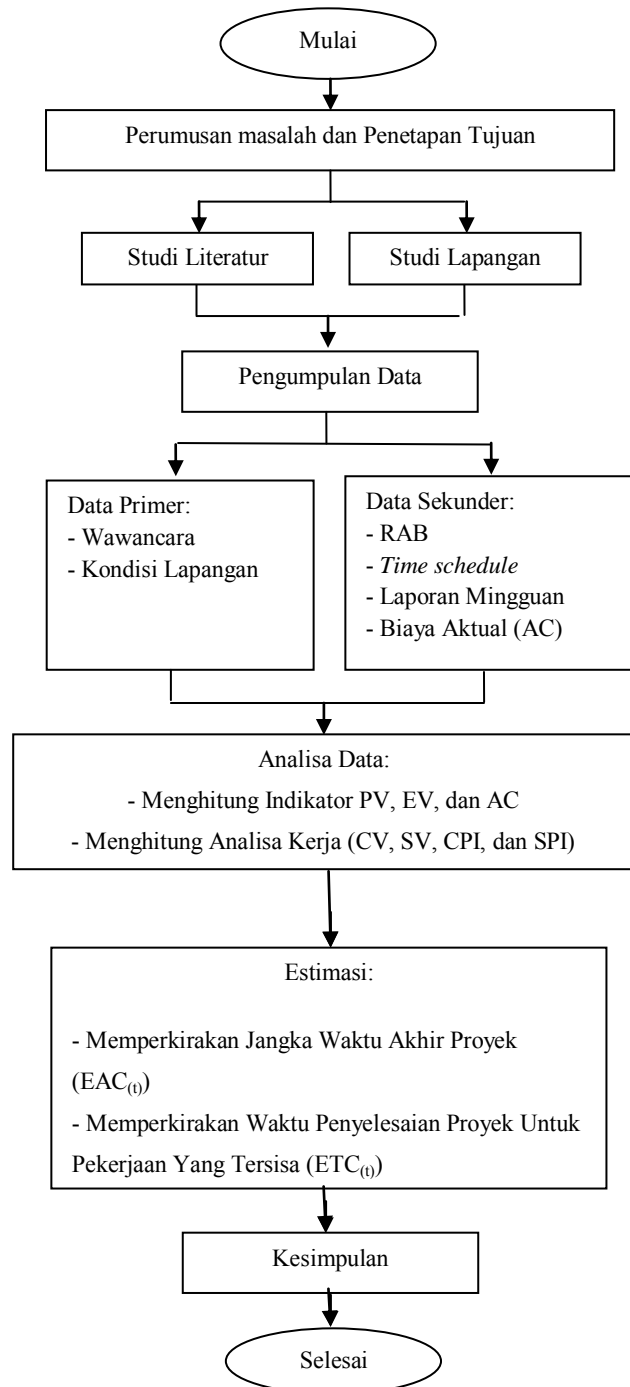 Mulai
Perumusan masalah dan Penetapan Tujuan
Studi Literatur
Studi Lapangan
Pengumpulan Data
Data Primer:
- Wawancara
- Kondisi Lapangan
Data Sekunder:
- RAB
- Time schedule
- Laporan Mingguan
- Biaya Aktual (AC)
Analisa Data:
- Menghitung Indikator PV, EV, dan AC
- Menghitung Analisa Kerja (CV, SV, CPI, dan SPI)
Estimasi:
- Memperkirakan Jangka Waktu Akhir Proyek
(EAC(t))
- Memperkirakan Waktu Penyelesaian Proyek Untuk
Pekerjaan Yang Tersisa (ETC(t))
Kesimpulan
Selesai